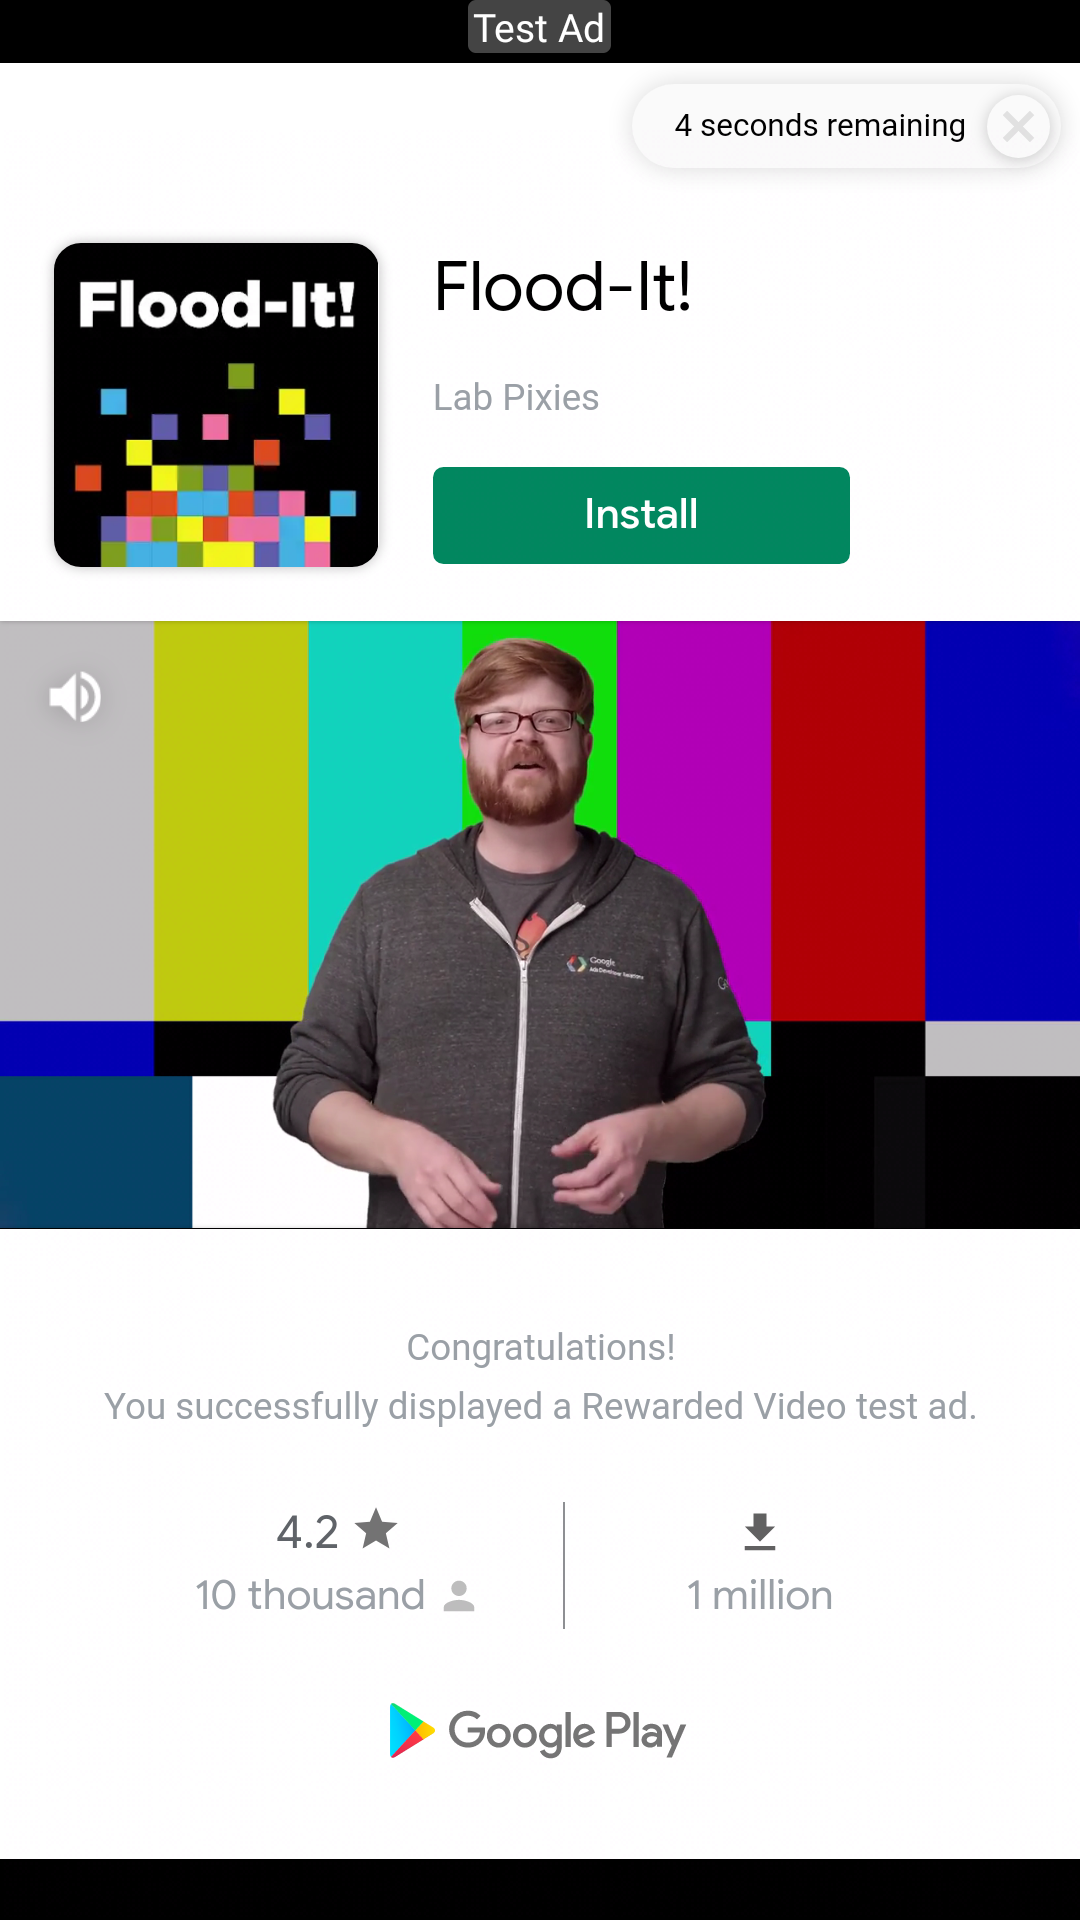 Test Ad
4 seconds remaining
Flood-It!
Flood-It!
Lab Pixies
Install
Google
Congratulations!
You successfully displayed a Rewarded Video test ad.
4.2
10 thousand
1 million
Google Play